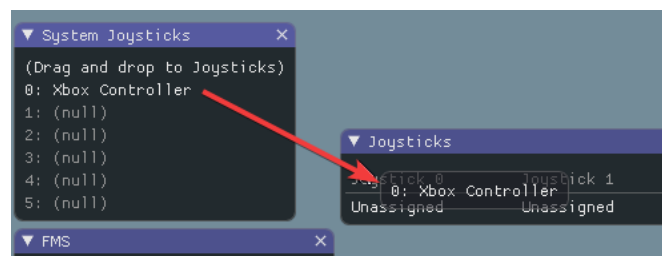 ▼ System Joysticks ×
(Drag and drop to Joysticks)
0: Xbox Controller
1: (null)
2: (null)
3: (null)
4: (null)
5: (null)
▼ Joysticks
Joystick 0 Joystick 1
0: Xbox Controller
Unassigned Unassigned
▼ FMS ×